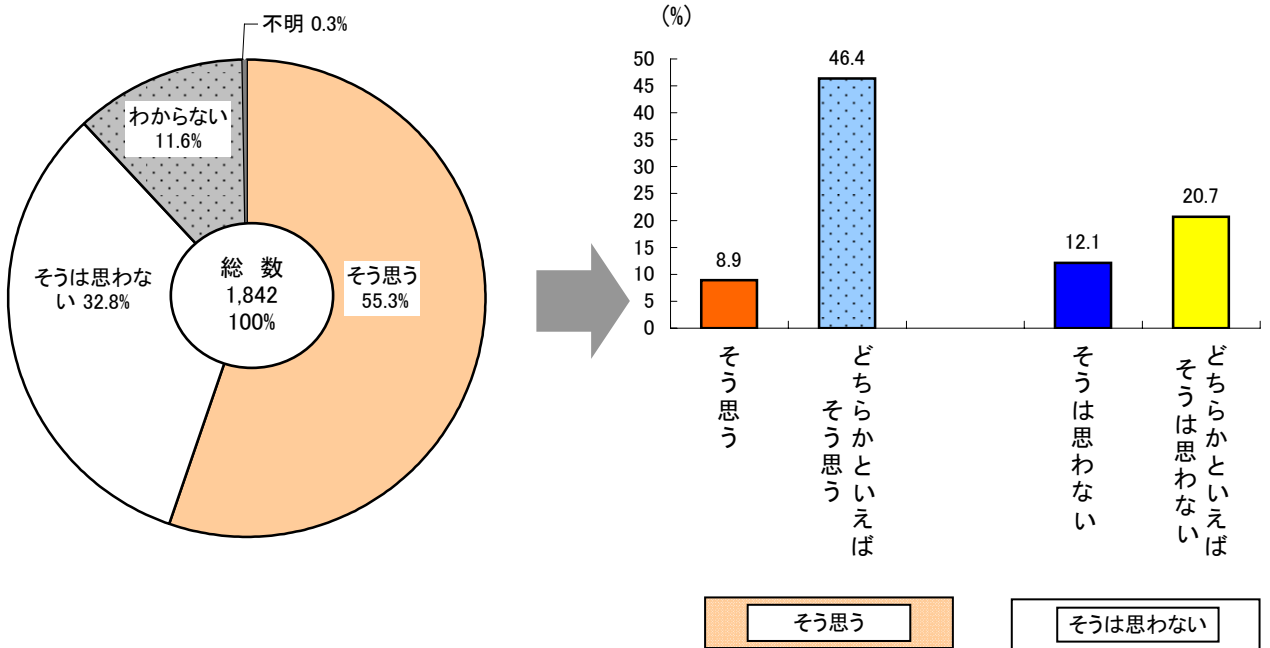 不明 0.3%
わからない
11.6%
そうは思わな
い 32.8%
総 数
1,842
100%
そう思う
55.3%
(%)
50
45
40
35
30
25
20
15
10
5
0
8.9
46.4
12.1
20.7
そう思う
どちらかといえば
そう思う
そうは思わない
どちらかといえば
そうは思わない
そう思う
そうは思わない